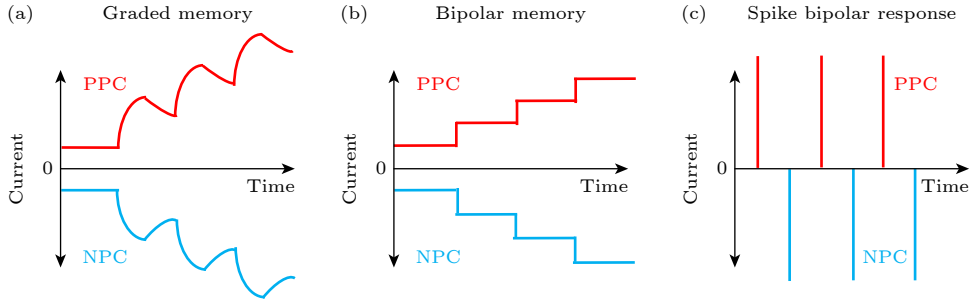 (a) Graded memory
PPC
Current
0
Time
NPC
(b) Bipolar memory
PPC
Current
0
Time
NPC
(c) Spike bipolar response
PPC
Current
0
Time
NPC